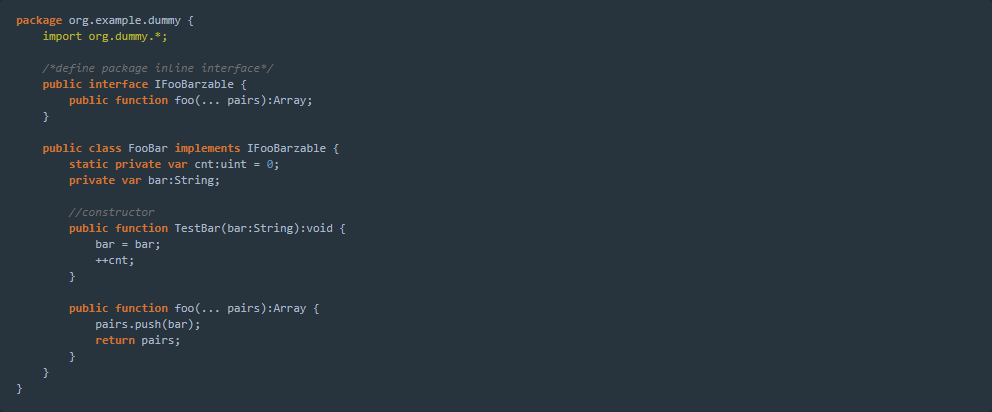 package org.example.dummy {
    import org.dummy.*;

    /*define package inline interface*/
    public interface IFooBarzable {
        public function foo(... pairs):Array;
    }

    public class FooBar implements IFooBarzable {
        static private var cnt:uint = 0;
        private var bar:String;

        //constructor
        public function TestBar(bar:String):void {
            bar = bar;
            ++cnt;
        }

        public function foo(... pairs):Array {
            pairs.push(bar);
            return pairs;
        }
    }
}